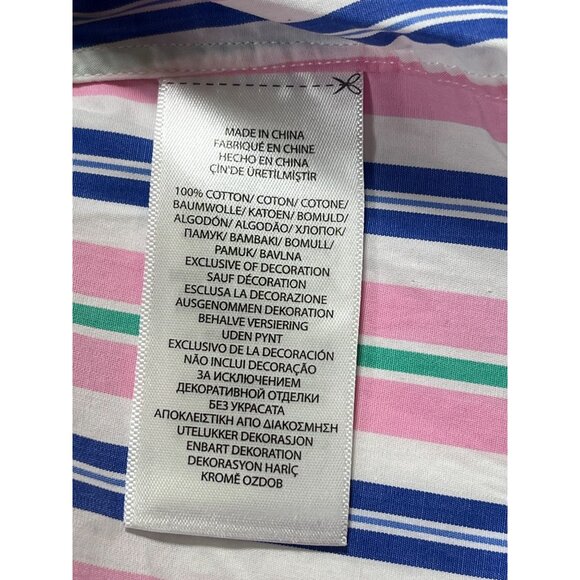 MADE IN CHINA
FABRIQUÉ EN CHINE
HECHO EN CHINA
ÇİN'DE ÜRETİLMİŞTİR
100% COTTON/ COTON/ COTONE/
BAUMWOLLE/ KATOEN/ BOMULD/
ALGODÓN/ ALGODÃO/ ХЛОПОК/
ПАМУК/ BAMBAKI/ BOMULL/
PAMUK/ BAVLNA
EXCLUSIVE OF DECORATION
SAUF DÉCORATION
ESCLUSA LA DECORAZIONE
AUSGENOMMEN DEKORATION
BEHALVE VERSIERING
UDEN PYNT
EXCLUSIVO DE LA DECORACIÓN
NÃO INCLUI DECORAÇÃO
ЗА ИСКЛЮЧЕНИЕМ
ДЕКОРАТИВНОЙ ОТДЕЛКИ
БЕЗ УКРАСАТА
ΑΠΟΚΛΕΙΣΤΙΚΗ ΑΠΟ ΔΙΑΚΟΣΜΗΣΗ
UTELUKKER DEKORASJON
ENBART DEKORATION
DEKORASYON HARİÇ
KROMĚ OZDOB